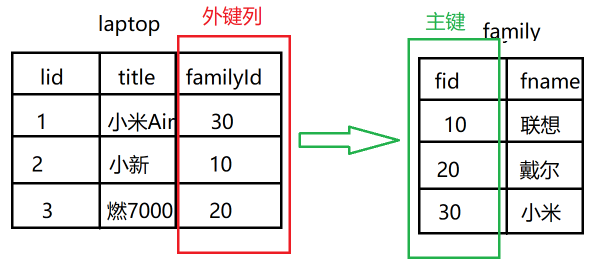 laptop
外键列
lid title familyId
1 小米Air 30
2 小新 10
3 燃7000 20
主键
family
fid fname
10 联想
20 戴尔
30 小米